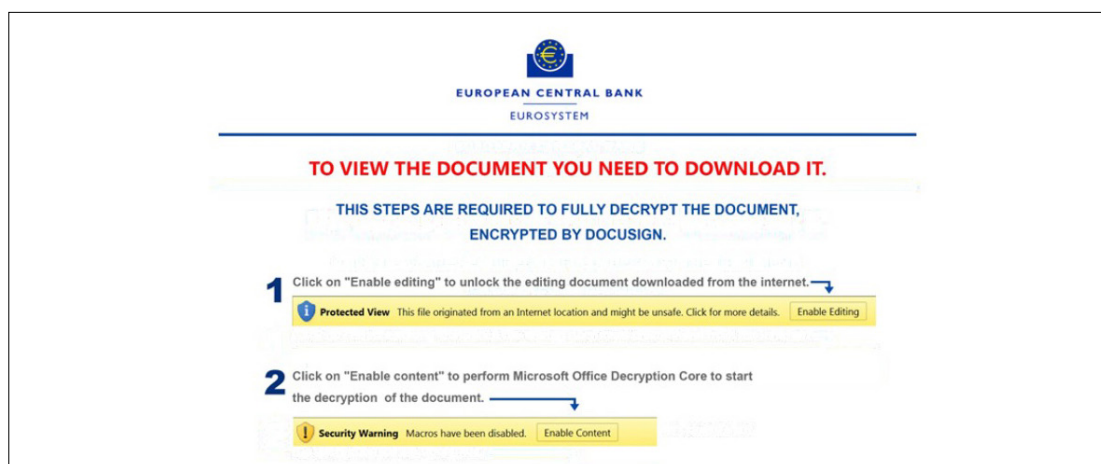 EUROPEAN CENTRAL BANK
EUROSYSTEM
TO VIEW THE DOCUMENT YOU NEED TO DOWNLOAD IT.
THIS STEPS ARE REQUIRED TO FULLY DECRYPT THE DOCUMENT,
ENCRYPTED BY DOCUSIGN.
1 Click on "Enable editing" to unlock the editing document downloaded from the internet.
Protected View This file originated from an Internet location and might be unsafe. Click for more details. Enable Editing
2 Click on "Enable content" to perform Microsoft Office Decryption Core to start
the decryption of the document.
Security Warning Macros have been disabled. Enable Content